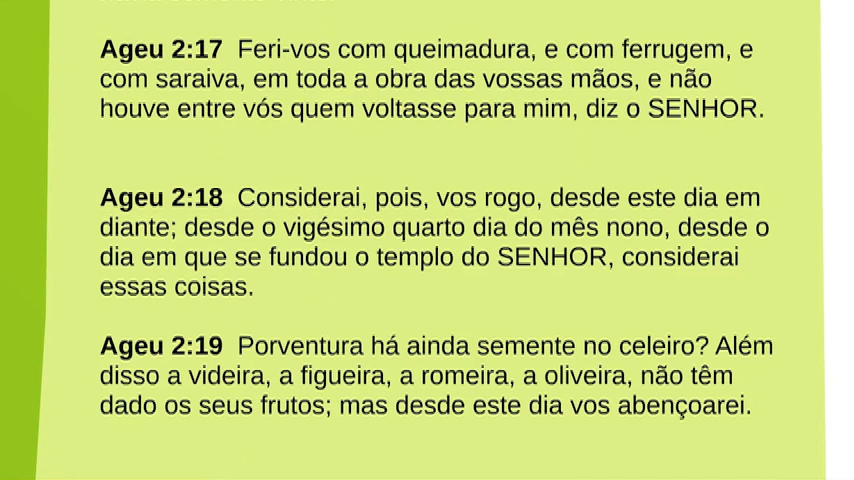 Ageu 2:17 Feri-vos com queimadura, e com ferrugem, e
com saraiva, em toda a obra das vossas mãos, e não
houve entre vós quem voltasse para mim, diz o SENHOR.
Ageu 2:18 Considerai, pois, vos rogo, desde este dia em
diante; desde o vigésimo quarto dia do mês nono, desde o
dia em que se fundou o templo do SENHOR, considerai
essas coisas.
Ageu 2:19 Porventura há ainda semente no celeiro? Além
disso a videira, a figueira, a romeira, a oliveira, não têm
dado os seus frutos; mas desde este dia vos abençoarei.